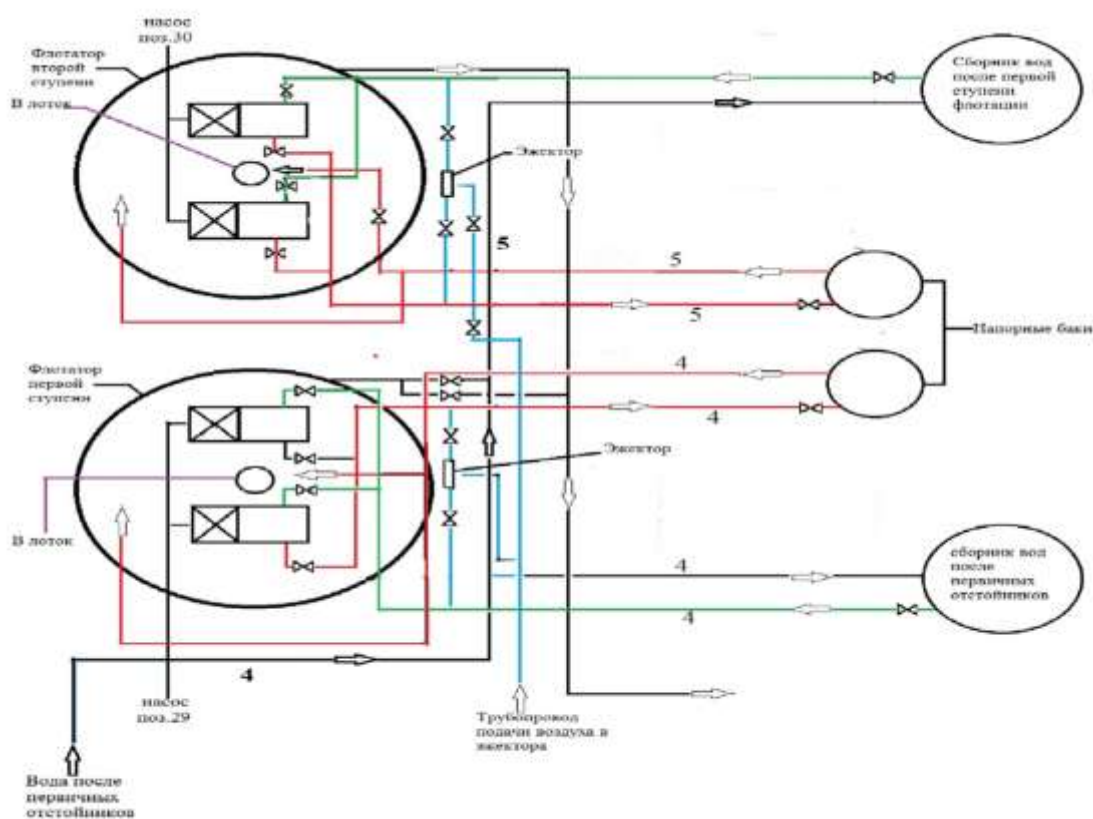 насос
поз.30
Флотатор
второй
ступени
В лоток
Эжектор
Сборник вод
после первой
ступени
флотации
5
5
5
Напорные баки
4
4
Флотатор
первой
ступени
Эжектор
В лоток
сборник вод
после
первичных
отстойников
4
4
4
насос
поз.29
Трубопровод
подачи воздуха в
эжектора
Вода после
первичных
отстойников